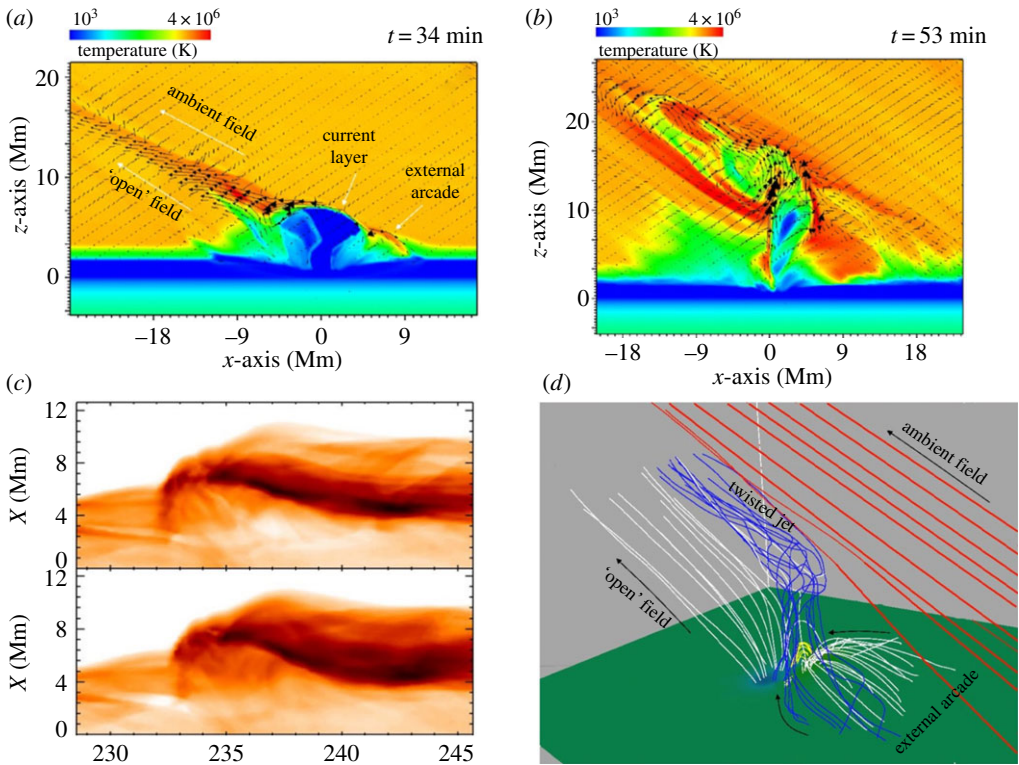 (a)
10³ 4 × 10⁶
temperature (K)
t = 34 min
20
10
0
z-axis (Mm)
ambient field
'open' field
current
layer
external
arcade
–18 –9 0 9
x-axis (Mm)
(b)
10³ 4 × 10⁶
temperature (K)
t = 53 min
20
10
0
z-axis (Mm)
–18 –9 0 9 18
x-axis (Mm)
(c)
12
8
4
0
X (Mm)
12
8
4
0
X (Mm)
230 235 240 245
(d)
ambient field
twisted jet
'open' field
external arcade